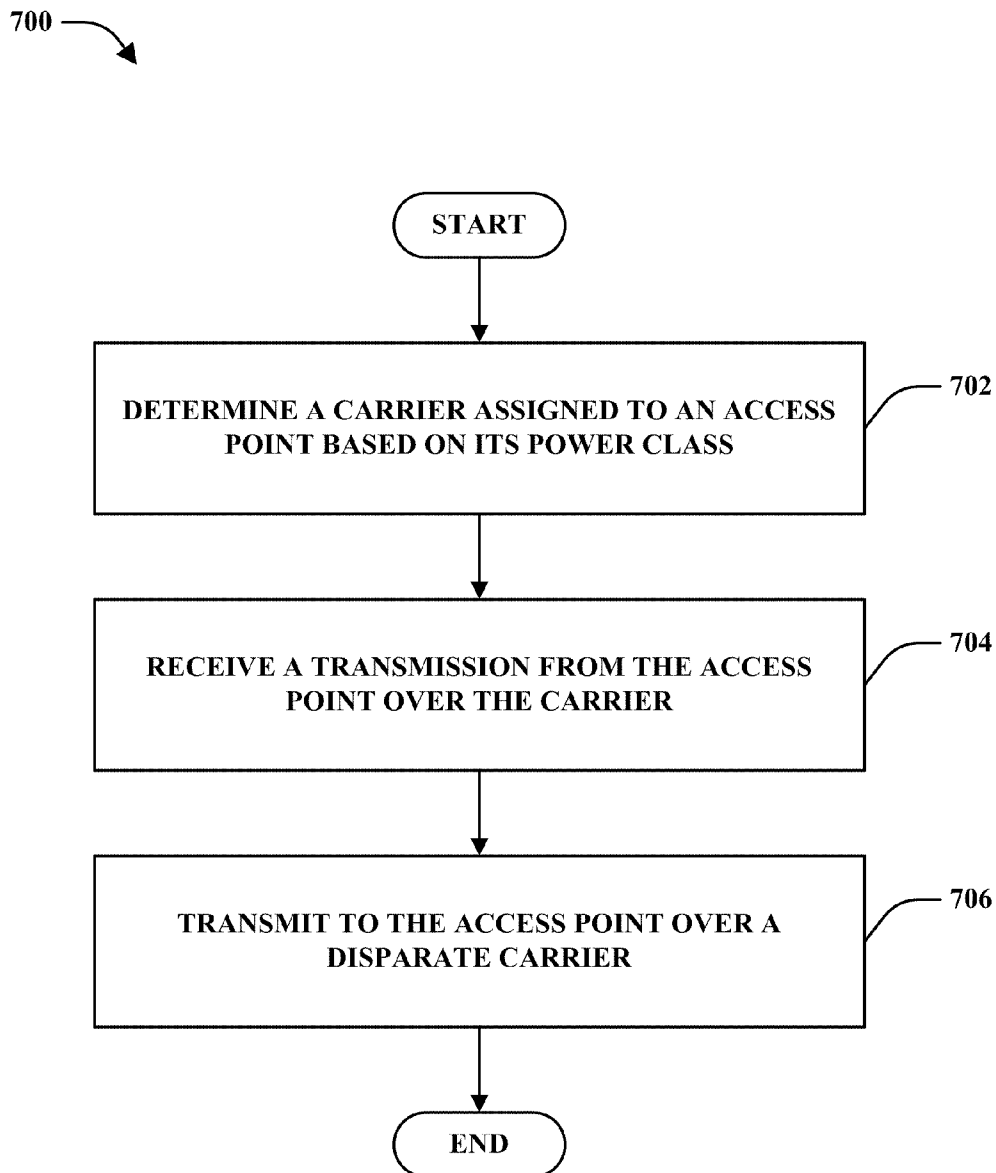 700
START
DETERMINE A CARRIER ASSIGNED TO AN ACCESS
POINT BASED ON ITS POWER CLASS
702
RECEIVE A TRANSMISSION FROM THE ACCESS
POINT OVER THE CARRIER
704
TRANSMIT TO THE ACCESS POINT OVER A
DISPARATE CARRIER
706
END